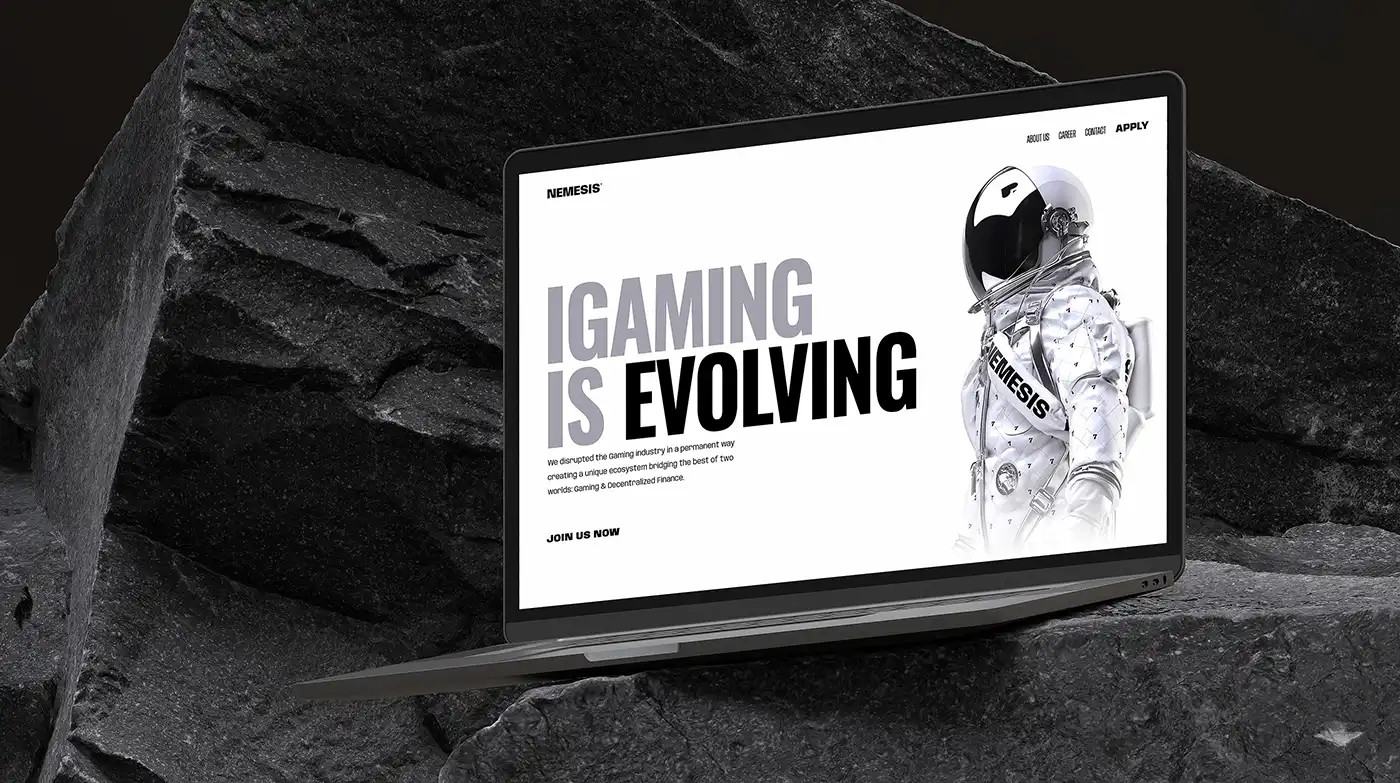 ABOUT US CAREER CONTACT APPLY
NEMESIS
IGAMING
IS EVOLVING
We disrupted the Gaming industry in a permanent way
creating a unique ecosystem bridging the best of two
worlds: Gaming & Decentralized Finance.
JOIN US NOW
NEMESIS